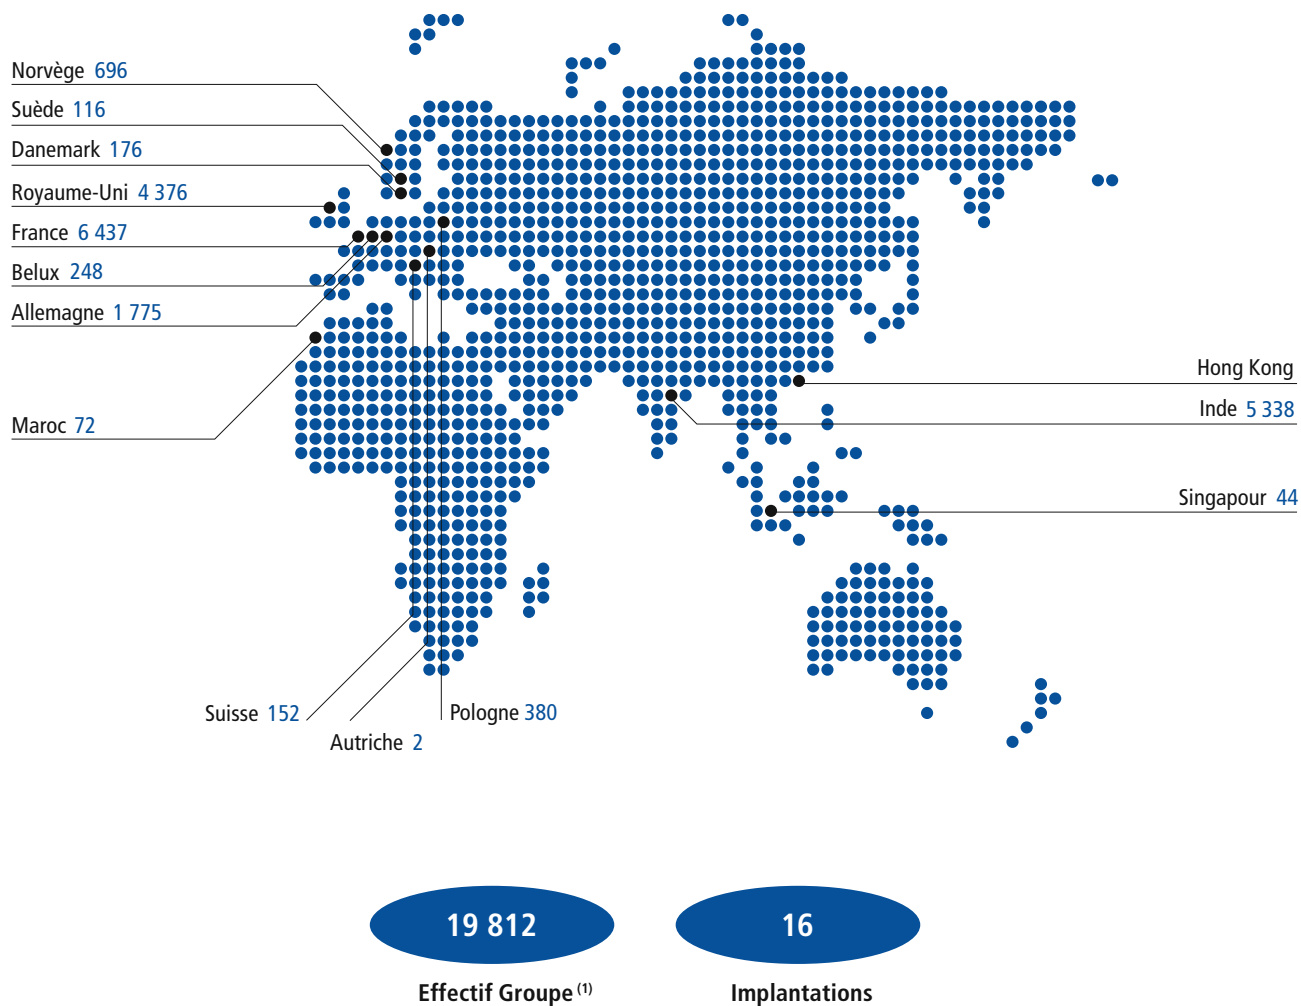 Norvège 696
Suède 116
Danemark 176
Royaume-Uni 4 376
France 6 437
Belux 248
Allemagne 1 775
Maroc 72
Hong Kong
Inde 5 338
Singapour 44
Suisse 152
Autriche 2
Pologne 380
19 812
Effectif Groupe (1)
16
Implantations